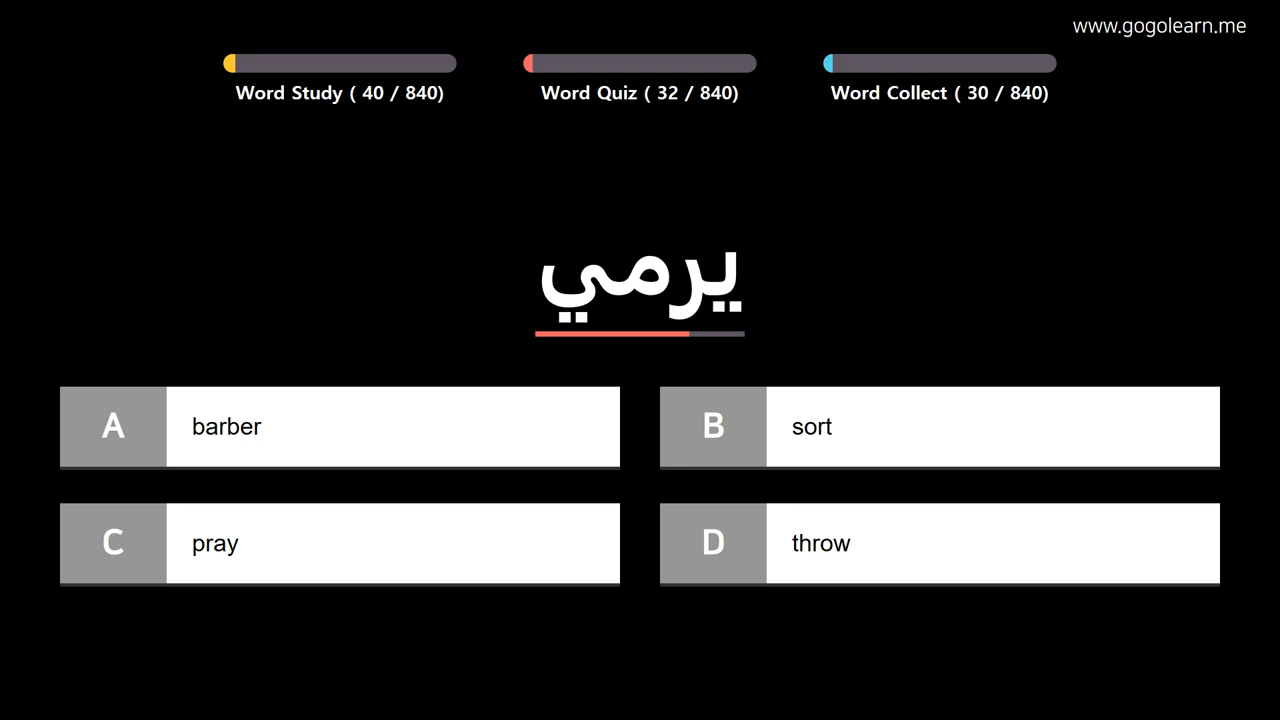 www.gogolearn.me
Word Study ( 40 / 840)
Word Quiz ( 32 / 840)
Word Collect ( 30 / 840)
يرمي
A barber
B sort
C pray
D throw